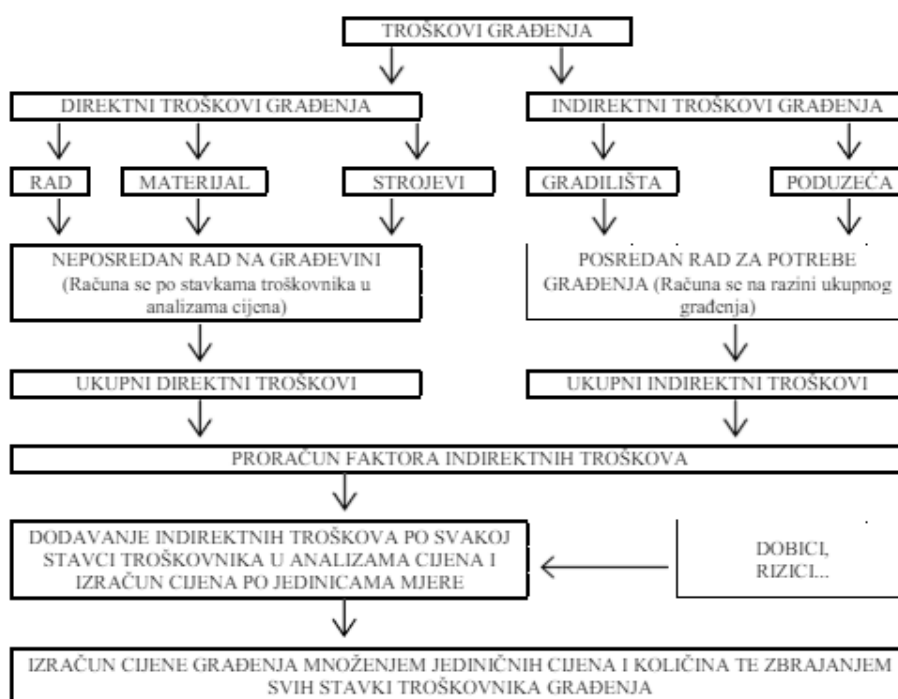 TROŠKOVI GRAĐENJA
DIREKTNI TROŠKOVI GRAĐENJA
INDIREKTNI TROŠKOVI GRAĐENJA
RAD
MATERIJAL
STROJEVI
GRADILIŠTA
PODUZEĆA
NEPOSREDAN RAD NA GRAĐEVINI
(Računa se po stavkama troškovnika u
analizama cijena)
POSREDAN RAD ZA POTREBE
GRAĐENJA (Računa se na razini ukupnog
građenja)
UKUPNI DIREKTNI TROŠKOVI
UKUPNI INDIREKTNI TROŠKOVI
PRORAČUN FAKTORA INDIREKTNIH TROŠKOVA
DODAVANJE INDIREKTNIH TROŠKOVA PO SVAKOJ
STAVCI TROŠKOVNIKA U ANALIZAMA CIJENA I
IZRAČUN CIJENA PO JEDINICAMA MJERE
DOBICI,
RIZICI...
IZRAČUN CIJENE GRAĐENJA MNOŽENJEM JEDINIČNIH CIJENA I KOLIČINA TE ZBRAJANJEM
SVIH STAVKI TROŠKOVNIKA GRAĐENJA